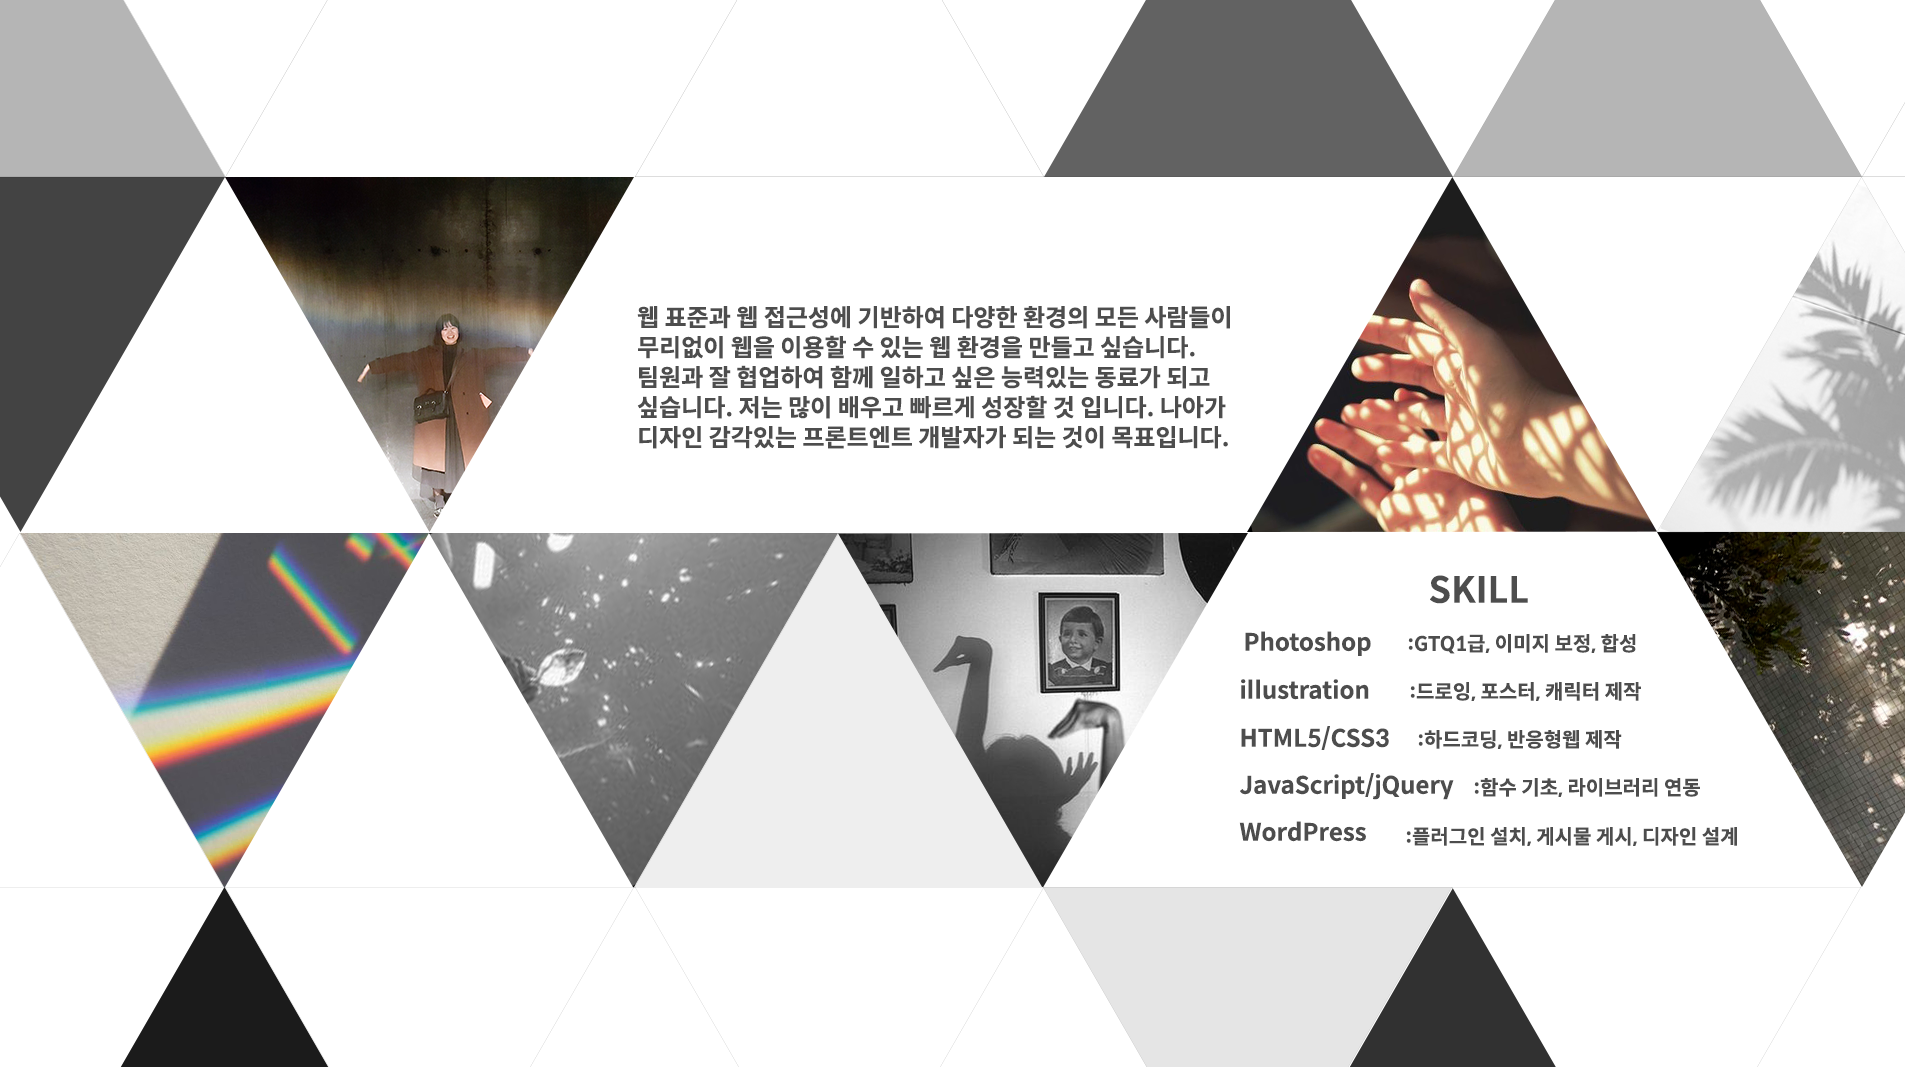 웹 표준과 웹 접근성에 기반하여 다양한 환경의 모든 사람들이
무리없이 웹을 이용할 수 있는 웹 환경을 만들고 싶습니다.
팀원과 잘 협업하여 함께 일하고 싶은 능력있는 동료가 되고
싶습니다. 저는 많이 배우고 빠르게 성장할 것 입니다. 나아가
디자인 감각있는 프론트엔트 개발자가 되는 것이 목표입니다.
SKILL
Photoshop :GTQ1급, 이미지 보정, 합성
illustration :드로잉, 포스터, 캐릭터 제작
HTML5/CSS3 :하드코딩, 반응형웹 제작
JavaScript/jQuery :함수 기초, 라이브러리 연동
WordPress :플러그인 설치, 게시물 게시, 디자인 설계